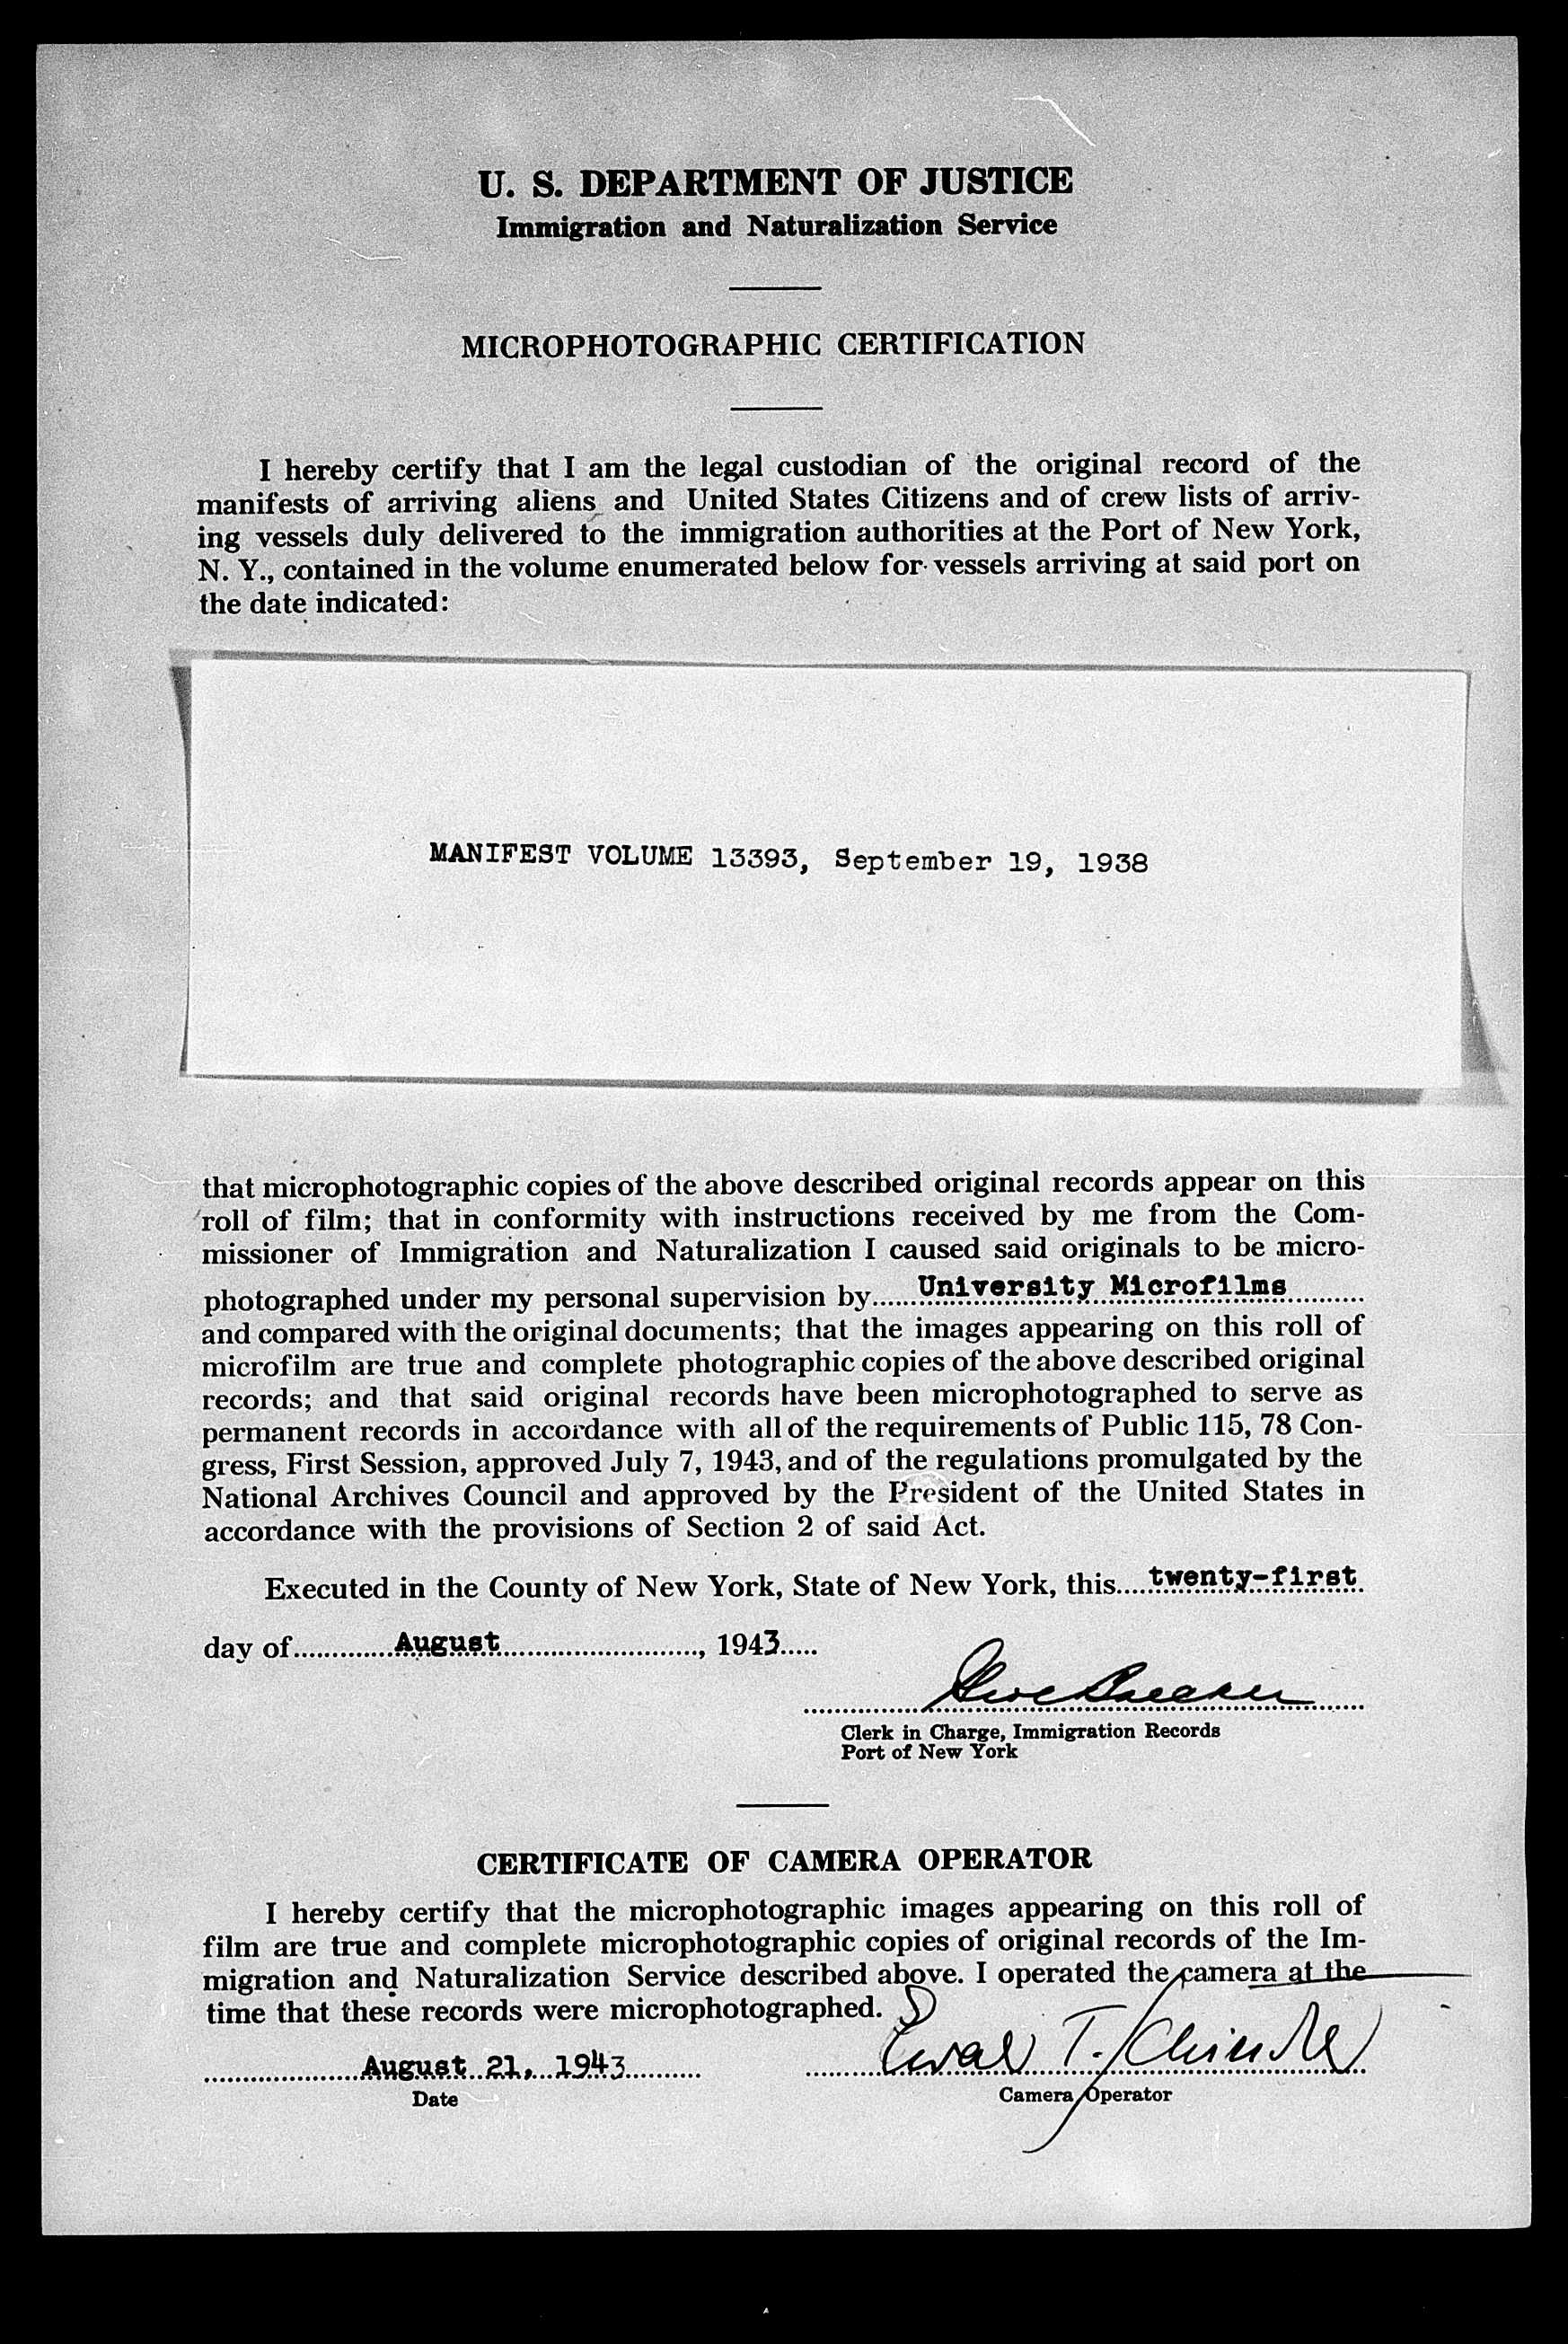 U. S. DEPARTMENT OF JUSTICE
Immigration and Naturalization Service
MICROPHOTOGRAPHIC CERTIFICATION
I hereby certify that I am the legal custodian of the original record of the
manifests of arriving aliens and United States Citizens and of crew lists of arriv-
ing vessels duly delivered to the immigration authorities at the Port of New York,
N. Y., contained in the volume enumerated below for vessels arriving at said port on
the date indicated:
MANIFEST VOLUME 13393, September 19, 1938
that microphotographic copies of the above described original records appear on this
roll of film; that in conformity with instructions received by me from the Com-
missioner of Immigration and Naturalization I caused said originals to be micro-
photographed under my personal supervision by University Microfilms
and compared with the original documents; that the images appearing on this roll of
microfilm are true and complete photographic copies of the above described original
records; and that said original records have been microphotographed to serve as
permanent records in accordance with all of the requirements of Public 115, 78 Con-
gress, First Session, approved July 7, 1943, and of the regulations promulgated by the
National Archives Council and approved by the President of the United States in
accordance with the provisions of Section 2 of said Act.
Executed in the County of New York, State of New York, this twenty-first
day of August, 1943
Clerk in Charge, Immigration Records
Port of New York
CERTIFICATE OF CAMERA OPERATOR
I hereby certify that the microphotographic images appearing on this roll of
film are true and complete microphotographic copies of original records of the Im-
migration and Naturalization Service described above. I operated the camera at the
time that these records were microphotographed.
August 21, 1943
T.
Date
Camera Operator